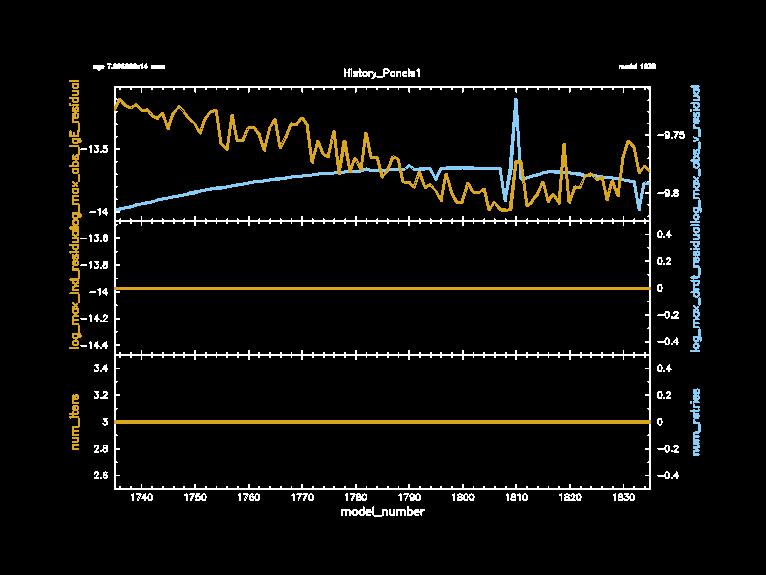 History_Panels1
log_max_abs_lgE_residual
-13.5
-14
-9.75
-9.8
log_max_abs_v_residual
log_max_lnd_residual
-13.6
-13.8
-14
-14.2
-14.4
0.4
0.2
0
-0.2
-0.4
log_max_drdt_residual
num_iters
3.4
3.2
3
2.8
2.6
0.4
0.2
0
-0.2
-0.4
num_retries
1740 1750 1760 1770 1780 1790 1800 1810 1820 1830
model_number